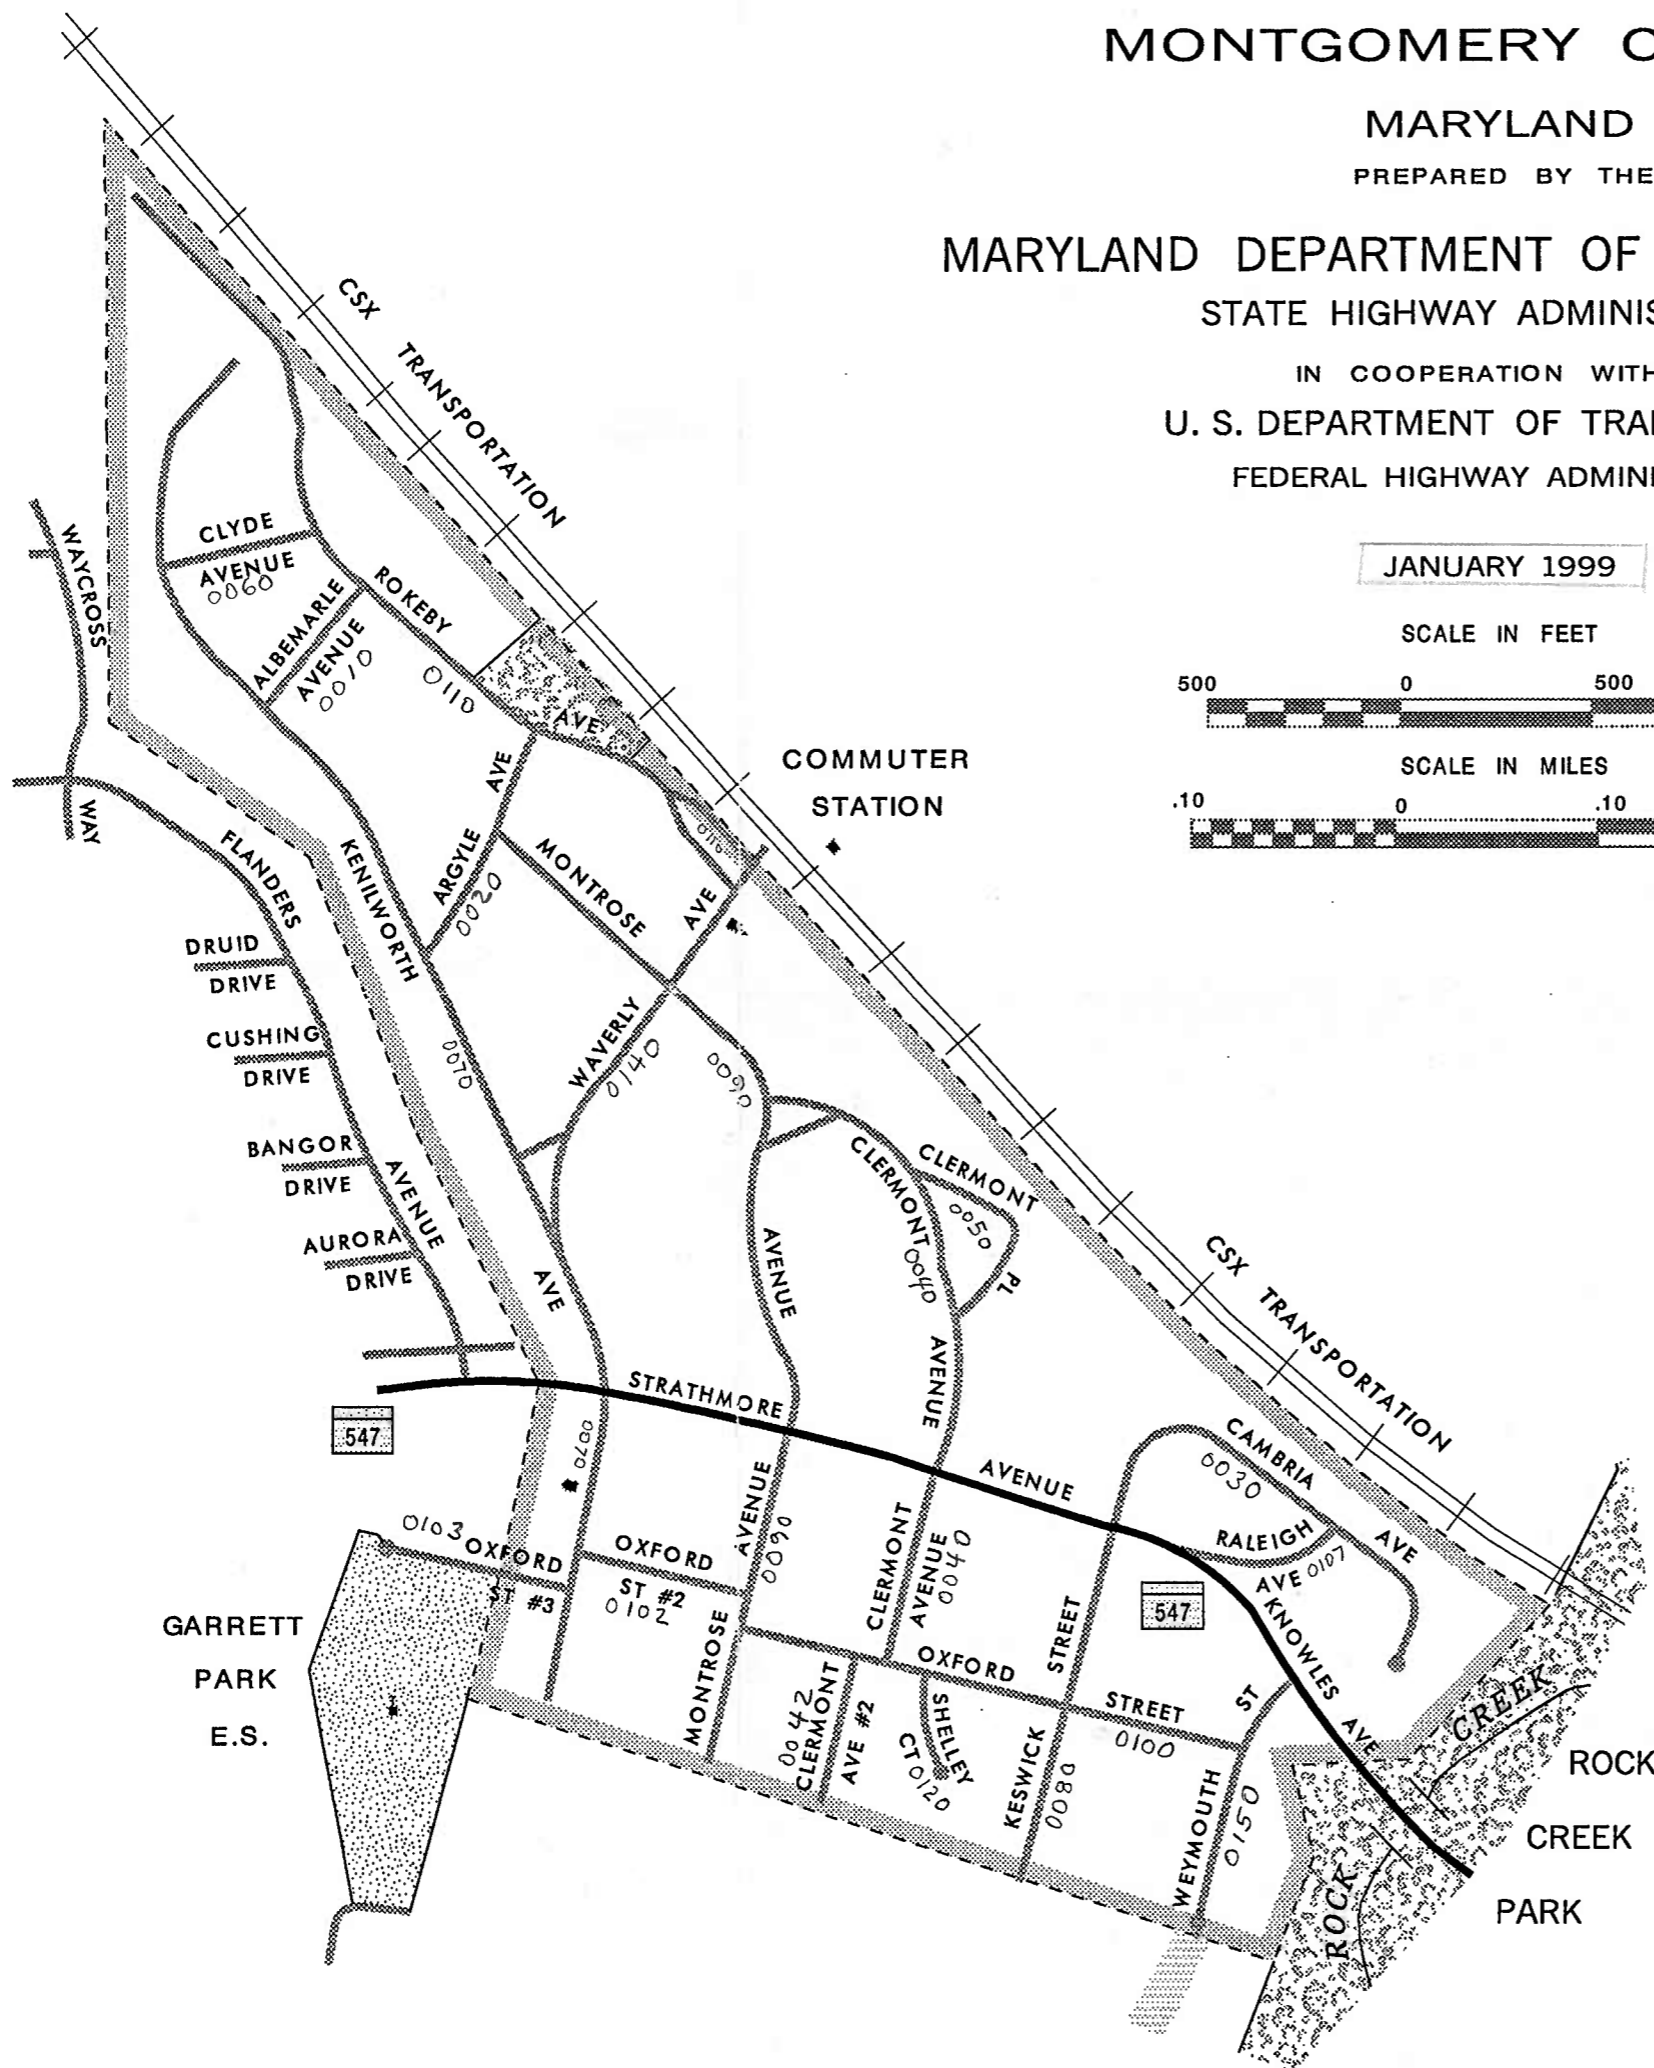 MONTGOMERY C
MARYLAND
PREPARED BY THE
MARYLAND DEPARTMENT OF
STATE HIGHWAY ADMINIS
IN COOPERATION WITH
U. S. DEPARTMENT OF TRA
FEDERAL HIGHWAY ADMIN
JANUARY 1999
SCALE IN FEET
500 0 500
SCALE IN MILES
.10 0 .10
CSX TRANSPORTATION
CLYDE
AVENUE
0060
WAYCROSS
WAY
ALBEMARLE
AVENUE
0010
ROKEBY
AVE
0110
0110
COMMUTER
STATION
ARGYLE AVE
0020
MONTROSE
FLANDERS
AVENUE
KENILWORTH
AVE
0070
DRUID
DRIVE
CUSHING
DRIVE
BANGOR
DRIVE
AURORA
DRIVE
WAVERLY AVE
0140
0090
AVENUE
CLERMONT
AVENUE
0040
CLERMONT
PL
0050
CSX TRANSPORTATION
STRATHMORE
AVENUE
547
0070
CAMBRIA
AVE
0030
RALEIGH
AVE 0107
547
KNOWLES
AVE
0103
OXFORD
ST #3
OXFORD
ST #2
0102
MONTROSE AVENUE
0090
CLERMONT
AVENUE
0040
GARRETT
PARK
E.S.
OXFORD
STREET
0100
0042
CLERMONT
AVE #2
SHELLEY
CT 0120
KESWICK STREET
0080
WEYMOUTH ST
0150
ROCK CREEK
ROCK
CREEK
PARK